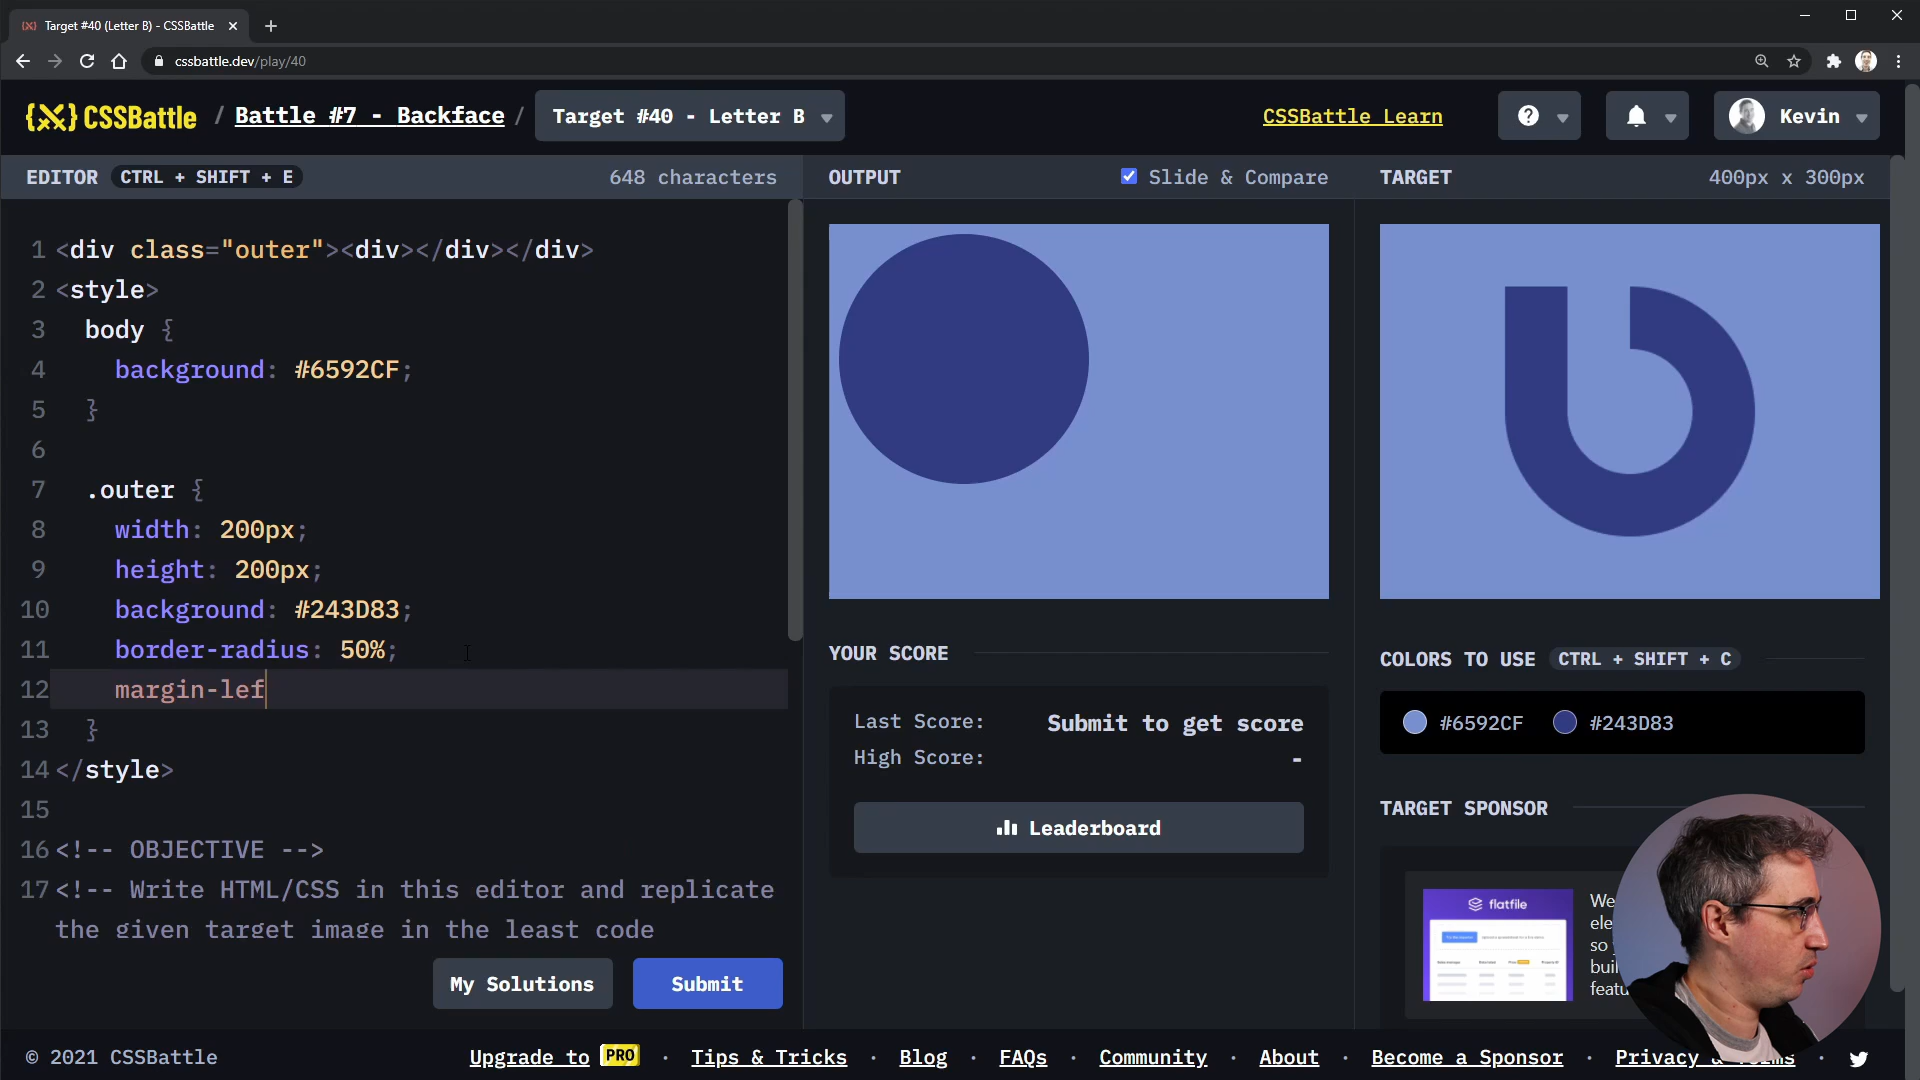 Target #40 (Letter B) - CSSBattle
cssbattle.dev/play/40
{X} CSSBattle / Battle #7 - Backface / Target #40 - Letter B
CSSBattle Learn
Kevin
EDITOR CTRL + SHIFT + E 648 characters
OUTPUT Slide & Compare
TARGET 400px x 300px
1 <div class="outer"><div></div></div>
2 <style>
3 body {
4 background: #6592CF;
5 }
6
7 .outer {
8 width: 200px;
9 height: 200px;
10 background: #243D83;
11 border-radius: 50%;
12 margin-lef
13 }
14 </style>
15
16 <!-- OBJECTIVE -->
17 <!-- Write HTML/CSS in this editor and replicate
the given target image in the least code
My Solutions
Submit
YOUR SCORE
Last Score: Submit to get score
High Score: -
Leaderboard
COLORS TO USE CTRL + SHIFT + C
#6592CF #243D83
TARGET SPONSOR
flatfile
We
ele
so
buil
featu
© 2021 CSSBattle
Upgrade to PRO · Tips & Tricks · Blog · FAQs · Community · About · Become a Sponsor · Privacy